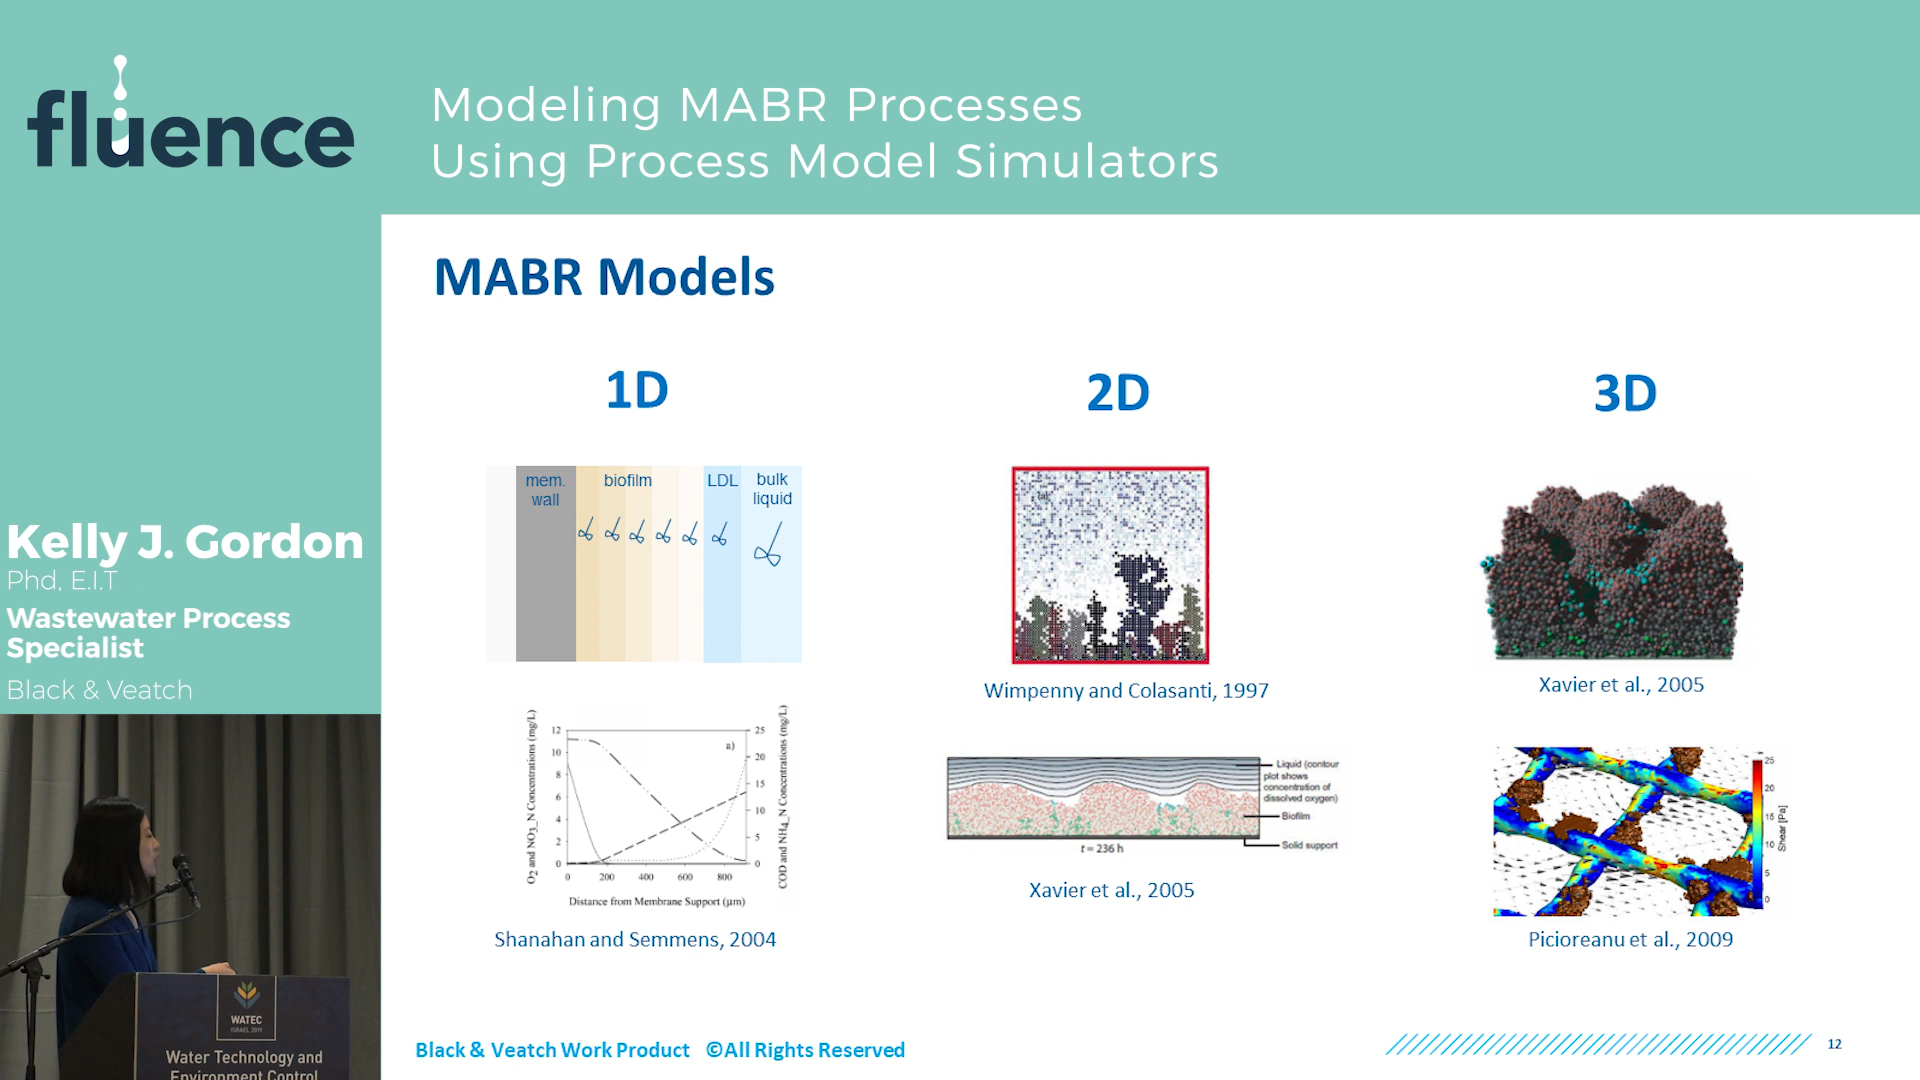 fluence
Modeling MABR Processes
Using Process Model Simulators
MABR Models
1D
2D
3D
mem.
wall
biofilm
LDL
bulk
liquid
Wimpenny and Colasanti, 1997
Xavier et al., 2005
O2 and NO3_N Concentrations (mg/L)
12
10
8
6
4
2
0
a)
25
20
15
10
5
0
COD and NH4_N Concentrations (mg/L)
0 200 400 600 800
Distance from Membrane Support (µm)
Shanahan and Semmens, 2004
Liquid (contour
plot shows
concentration of
dissolved oxygen)
Biofilm
Solid support
t = 236 h
Xavier et al., 2005
25
20
15
10
5
0
Shear [Pa]
Picioreanu et al., 2009
Kelly J. Gordon
Phd, E.I.T
Wastewater Process
Specialist
Black & Veatch
WATEC
ISRAEL 2019
Water Technology and
Environment Control
Black & Veatch Work Product ©All Rights Reserved
12